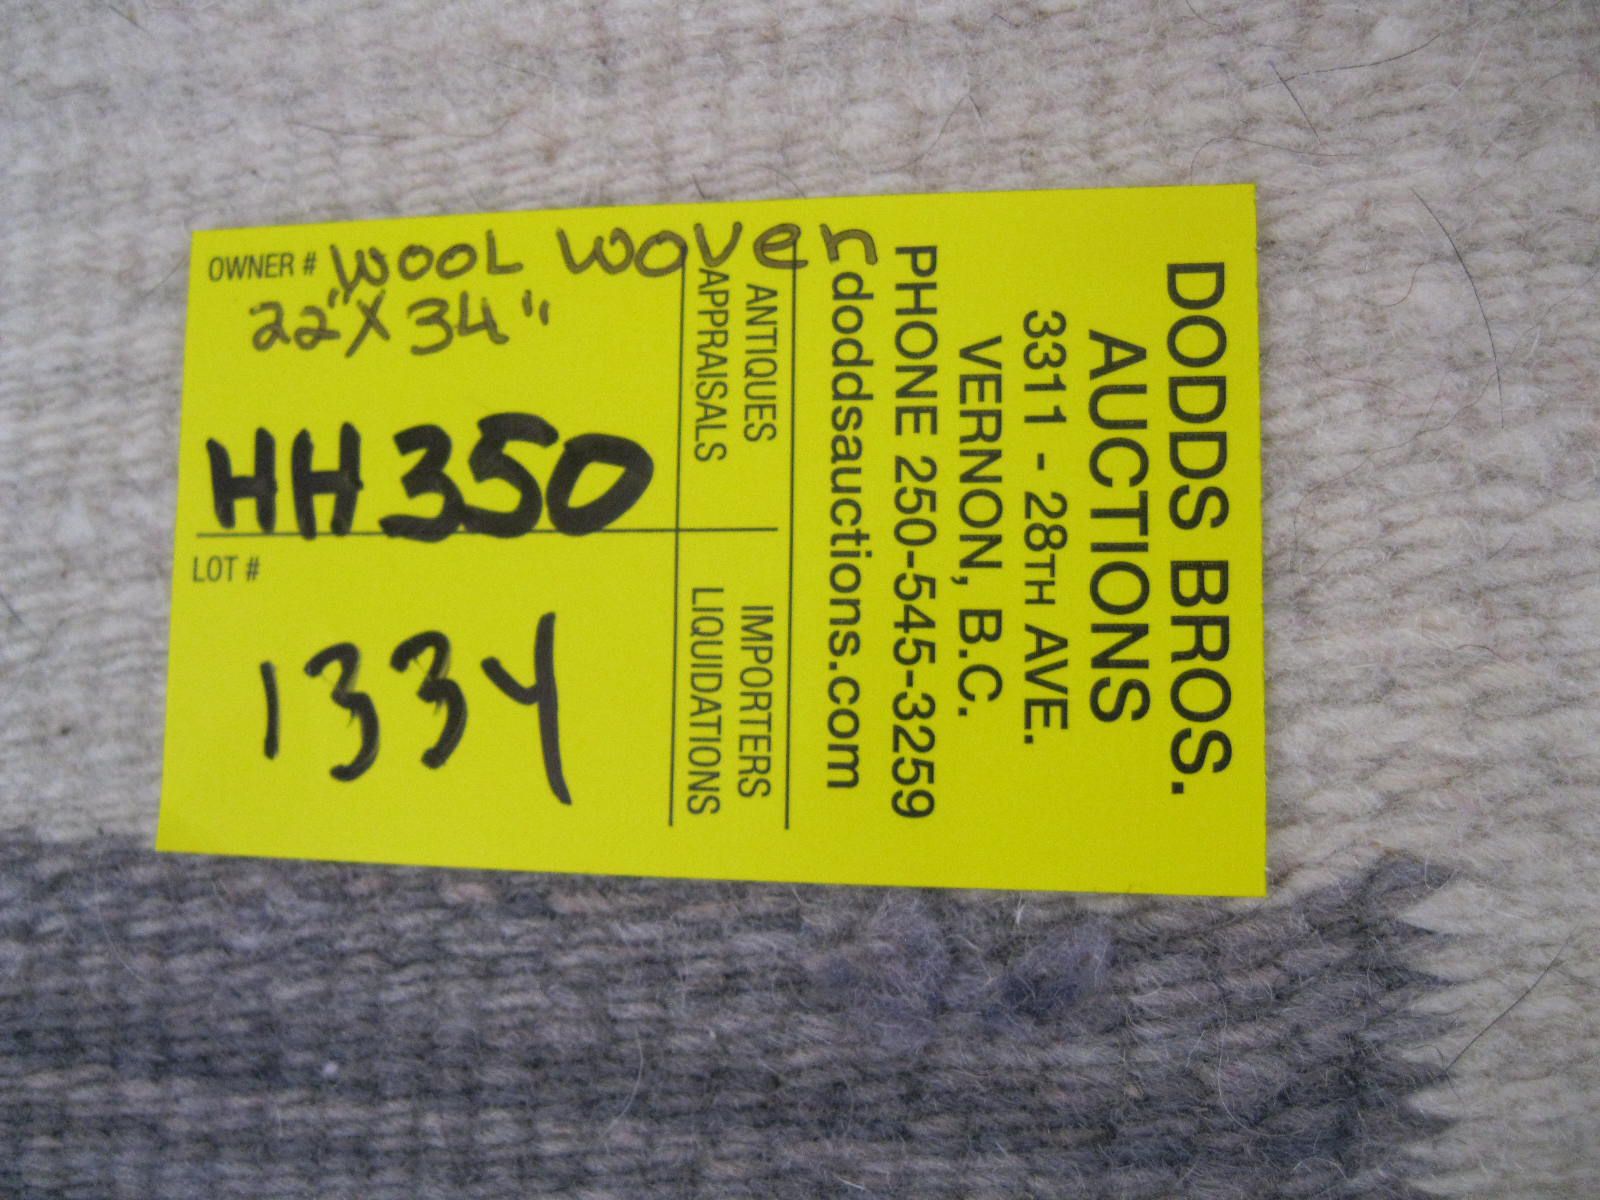 DODDS BROS.
AUCTIONS
3311 - 28TH AVE.
VERNON, B.C.
PHONE 250-545-3259
doddsauctions.com
ANTIQUES
APPRAISALS
IMPORTERS
LIQUIDATIONS
OWNER # WOOL WOVEN
22" X 34"
HH350
LOT #
1334